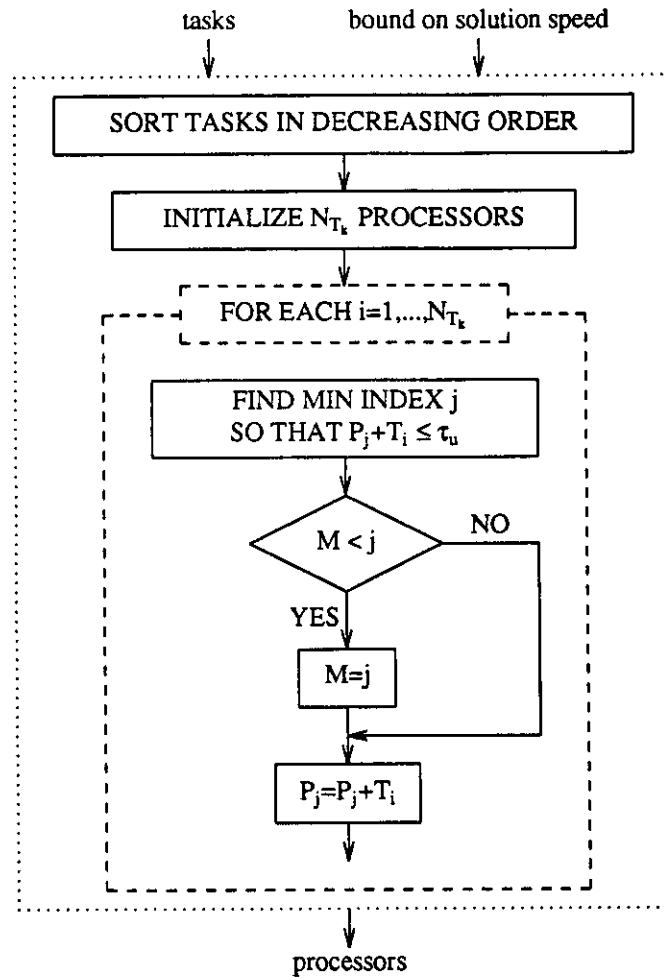 tasks
bound on solution speed
SORT TASKS IN DECREASING ORDER
INITIALIZE N_{T_k} PROCESSORS
FOR EACH i=1,...,N_{T_k}
FIND MIN INDEX j
SO THAT P_j+T_i ≤ τ_u
M < j
NO
YES
M=j
P_j=P_j+T_i
processors